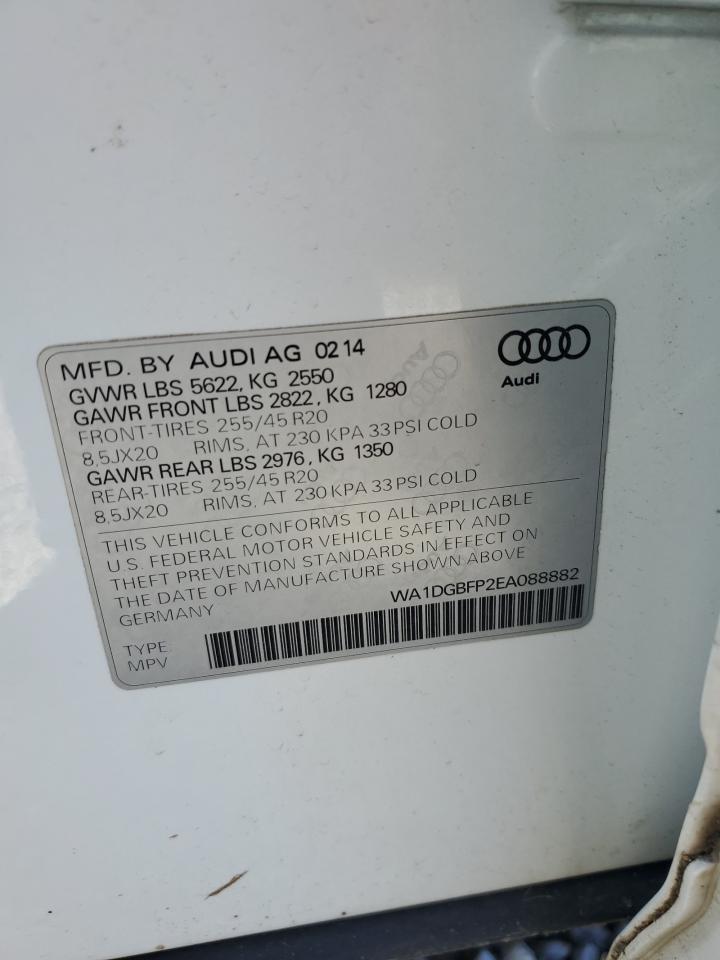 MFD. BY AUDI AG 02 14
GVWR LBS 5622, KG 2550
GAWR FRONT LBS 2822, KG 1280
FRONT-TIRES 255/45 R20
8,5JX20 RIMS, AT 230 KPA 33 PSI COLD
GAWR REAR LBS 2976, KG 1350
REAR-TIRES 255/45 R20
8,5JX20 RIMS, AT 230 KPA 33 PSI COLD
Audi
THIS VEHICLE CONFORMS TO ALL APPLICABLE
U.S. FEDERAL MOTOR VEHICLE SAFETY AND
THEFT PREVENTION STANDARDS IN EFFECT ON
THE DATE OF MANUFACTURE SHOWN ABOVE
GERMANY
WA1DGBFP2EA088882
TYPE:
MPV